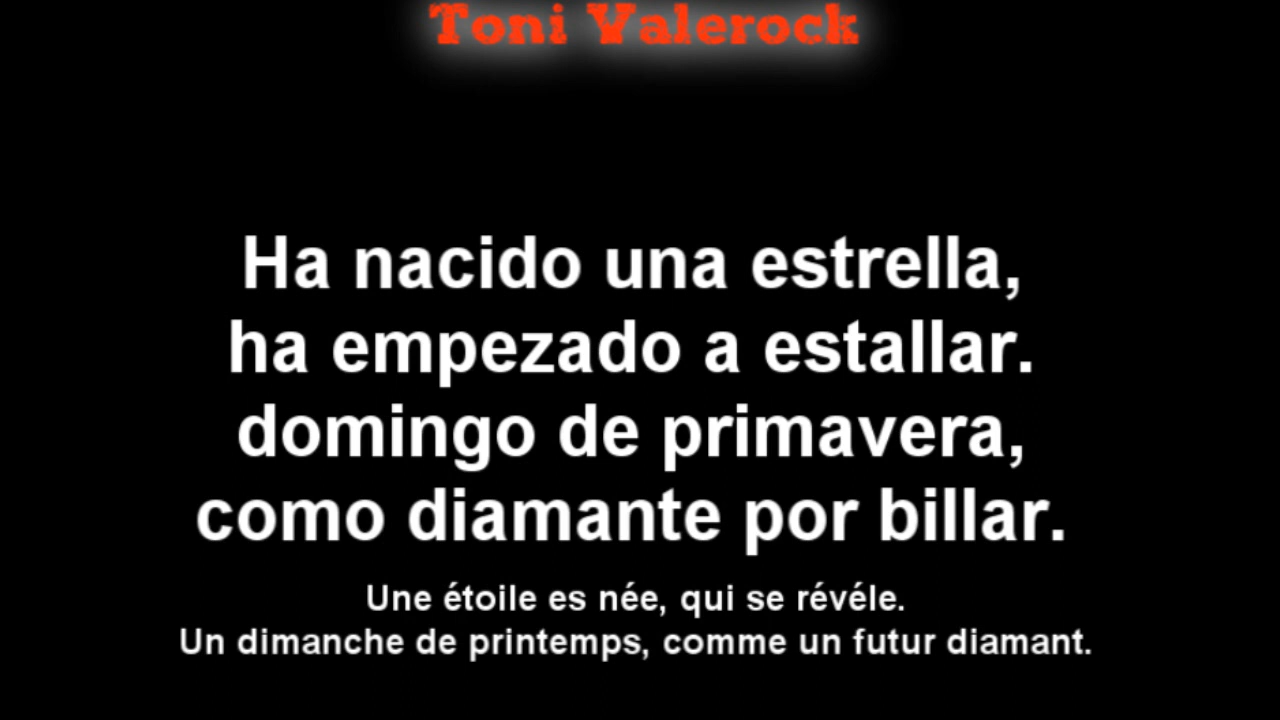 Toni Valerock
Ha nacido una estrella,
ha empezado a estallar.
domingo de primavera,
como diamante por billar.
Une étoile es née, qui se révéle.
Un dimanche de printemps, comme un futur diamant.